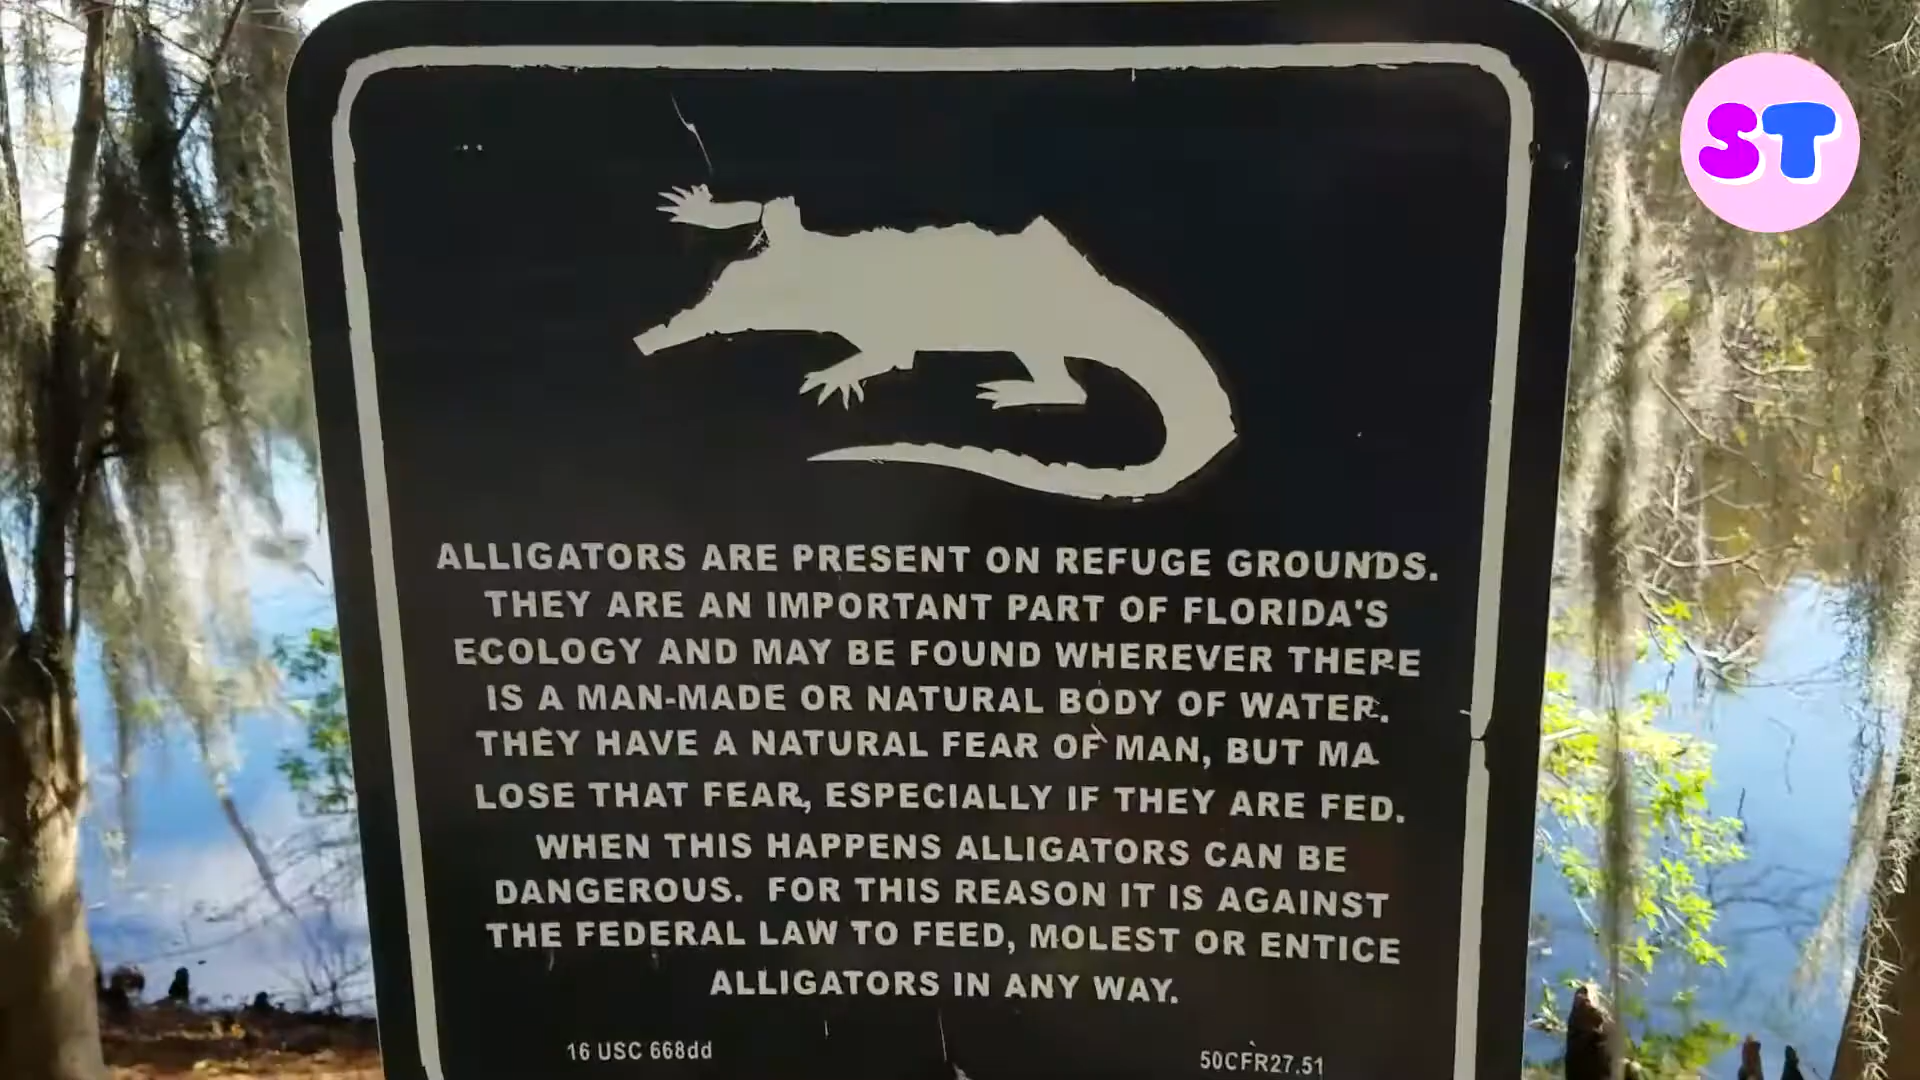 ST
ALLIGATORS ARE PRESENT ON REFUGE GROUNDS.
THEY ARE AN IMPORTANT PART OF FLORIDA'S
ECOLOGY AND MAY BE FOUND WHEREVER THERE
IS A MAN-MADE OR NATURAL BODY OF WATER.
THEY HAVE A NATURAL FEAR OF MAN, BUT MA
LOSE THAT FEAR, ESPECIALLY IF THEY ARE FED.
WHEN THIS HAPPENS ALLIGATORS CAN BE
DANGEROUS. FOR THIS REASON IT IS AGAINST
THE FEDERAL LAW TO FEED, MOLEST OR ENTICE
ALLIGATORS IN ANY WAY.
16 USC 668dd 50CFR27.51